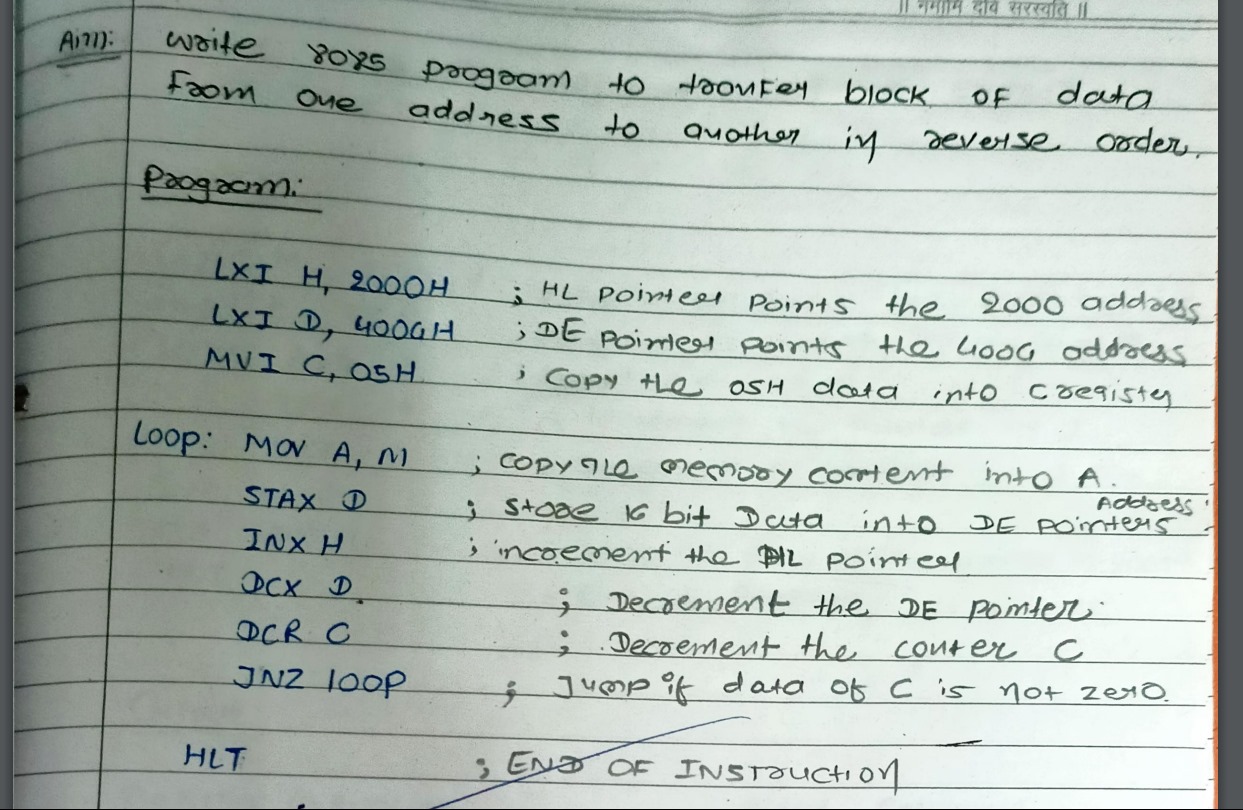 ॥ नमामि देवि सरस्वति ॥
Aim: Write 8085 program to tranfer block of data
From one address to another in reverse order.
Program:
LXI H, 2000H ; HL pointer points the 2000 address
LXI D, 400GH ; DE pointer points the 400G address
MVI C, 05H ; copy the 05H data into C register
Loop: MOV A, M ; copy the memory content into A.
STAX D ; store 16 bit Data into DE pointers Address
INX H ; increment the HL pointer
DCX D. ; Decrement the DE pointer.
DCR C ; Decrement the counter C
JNZ loop ; Jump if data of C is not zero.
HLT ; END OF INSTRUCTION